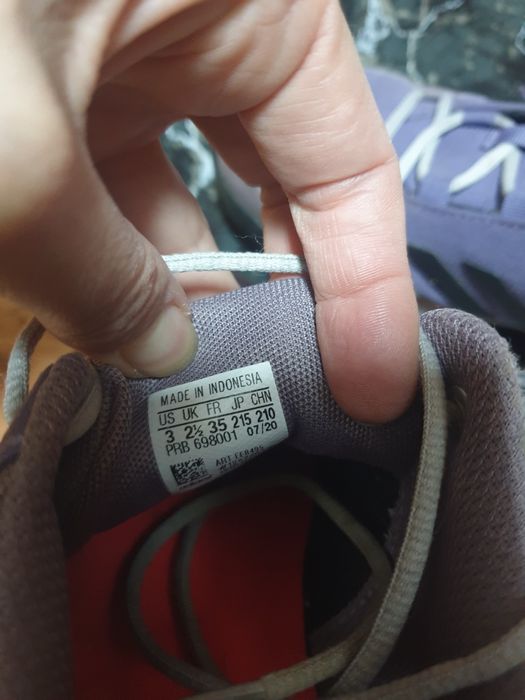 MADE IN INDONESIA
US UK FR JP CHN
3 2½ 35 215 210
PRB 698001 07/20